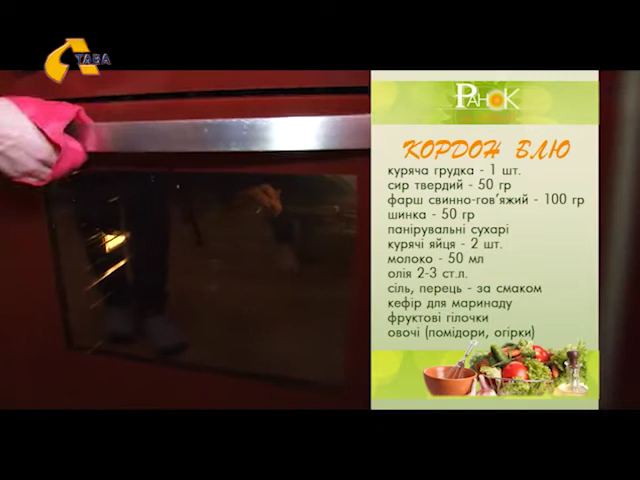 ТАВА
РАНОК
КОРДОН БЛЮ
куряча грудка - 1 шт.
сир твердий - 50 гр
фарш свинно-гов'яжий - 100 гр
шинка - 50 гр
панірувальні сухарі
курячі яйця - 2 шт.
молоко - 50 мл
олія 2-3 ст.л.
сіль, перець - за смаком
кефір для маринаду
фруктові гілочки
овочі (помідори, огірки)